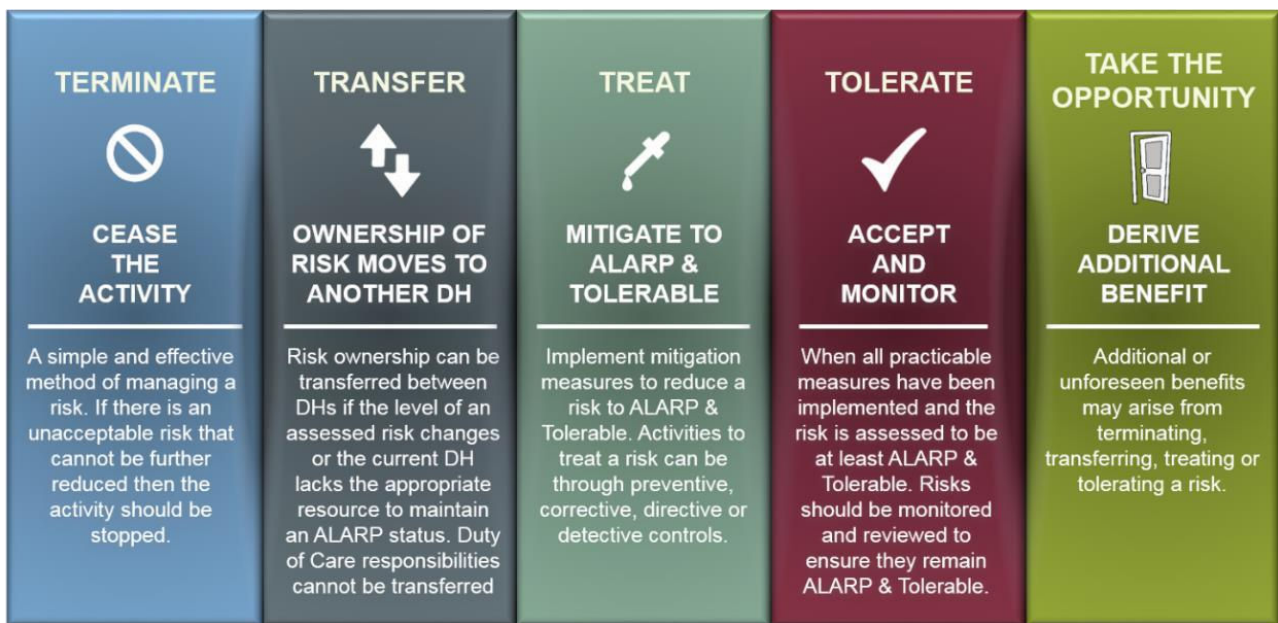 TERMINATE
CEASE
THE
ACTIVITY
A simple and effective
method of managing a
risk. If there is an
unacceptable risk that
cannot be further
reduced then the
activity should be
stopped.
TRANSFER
OWNERSHIP OF
RISK MOVES TO
ANOTHER DH
Risk ownership can be
transferred between
DHs if the level of an
assessed risk changes
or the current DH
lacks the appropriate
resource to maintain
an ALARP status. Duty
of Care responsibilities
cannot be transferred
TREAT
MITIGATE TO
ALARP &
TOLERABLE
Implement mitigation
measures to reduce a
risk to ALARP &
Tolerable. Activities to
treat a risk can be
through preventive,
corrective, directive or
detective controls.
TOLERATE
ACCEPT
AND
MONITOR
When all practicable
measures have been
implemented and the
risk is assessed to be
at least ALARP &
Tolerable. Risks
should be monitored
and reviewed to
ensure they remain
ALARP & Tolerable.
TAKE THE
OPPORTUNITY
DERIVE
ADDITIONAL
BENEFIT
Additional or
unforeseen benefits
may arise from
terminating,
transferring, treating or
tolerating a risk.